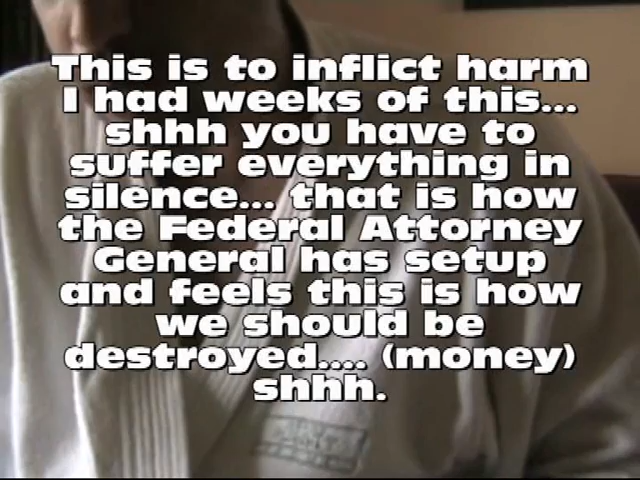 This is to inflict harm
I had weeks of this...
shhh you have to
suffer everything in
silence... that is how
the Federal Attorney
General has setup
and feels this is how
we should be
destroyed.... (money)
shhh.